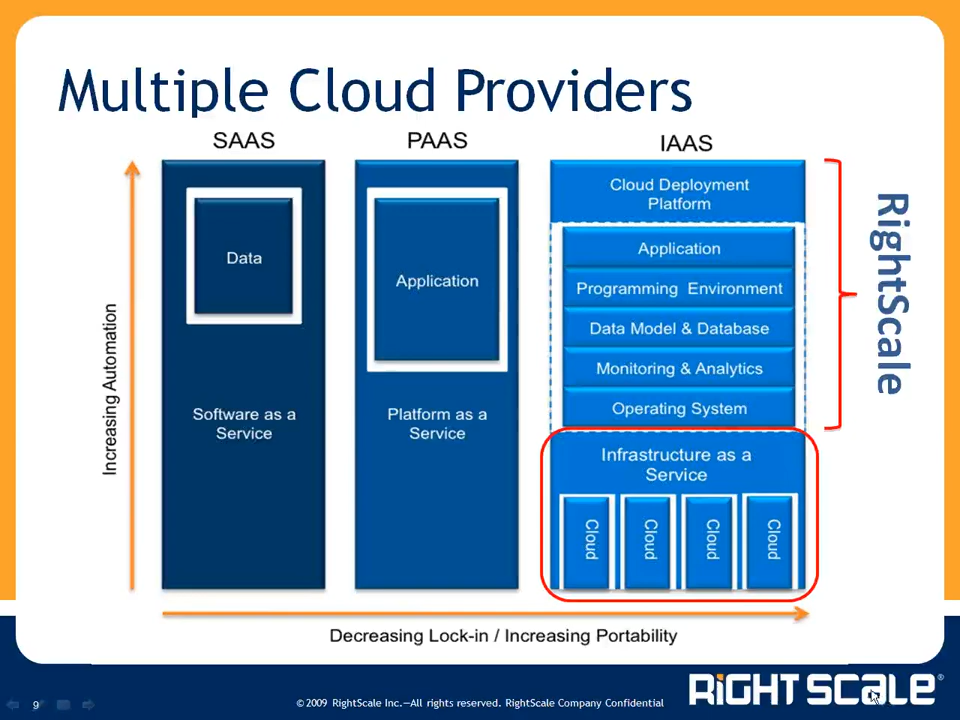 Multiple Cloud Providers
SAAS
PAAS
IAAS
Increasing Automation
Data
Software as a
Service
Application
Platform as a
Service
Cloud Deployment
Platform
Application
Programming Environment
Data Model & Database
Monitoring & Analytics
Operating System
Infrastructure as a
Service
Cloud
Cloud
Cloud
Cloud
RightScale
Decreasing Lock-in / Increasing Portability
9
©2009 RightScale Inc.—All rights reserved. RightScale Company Confidential
RIGHTSCALE®